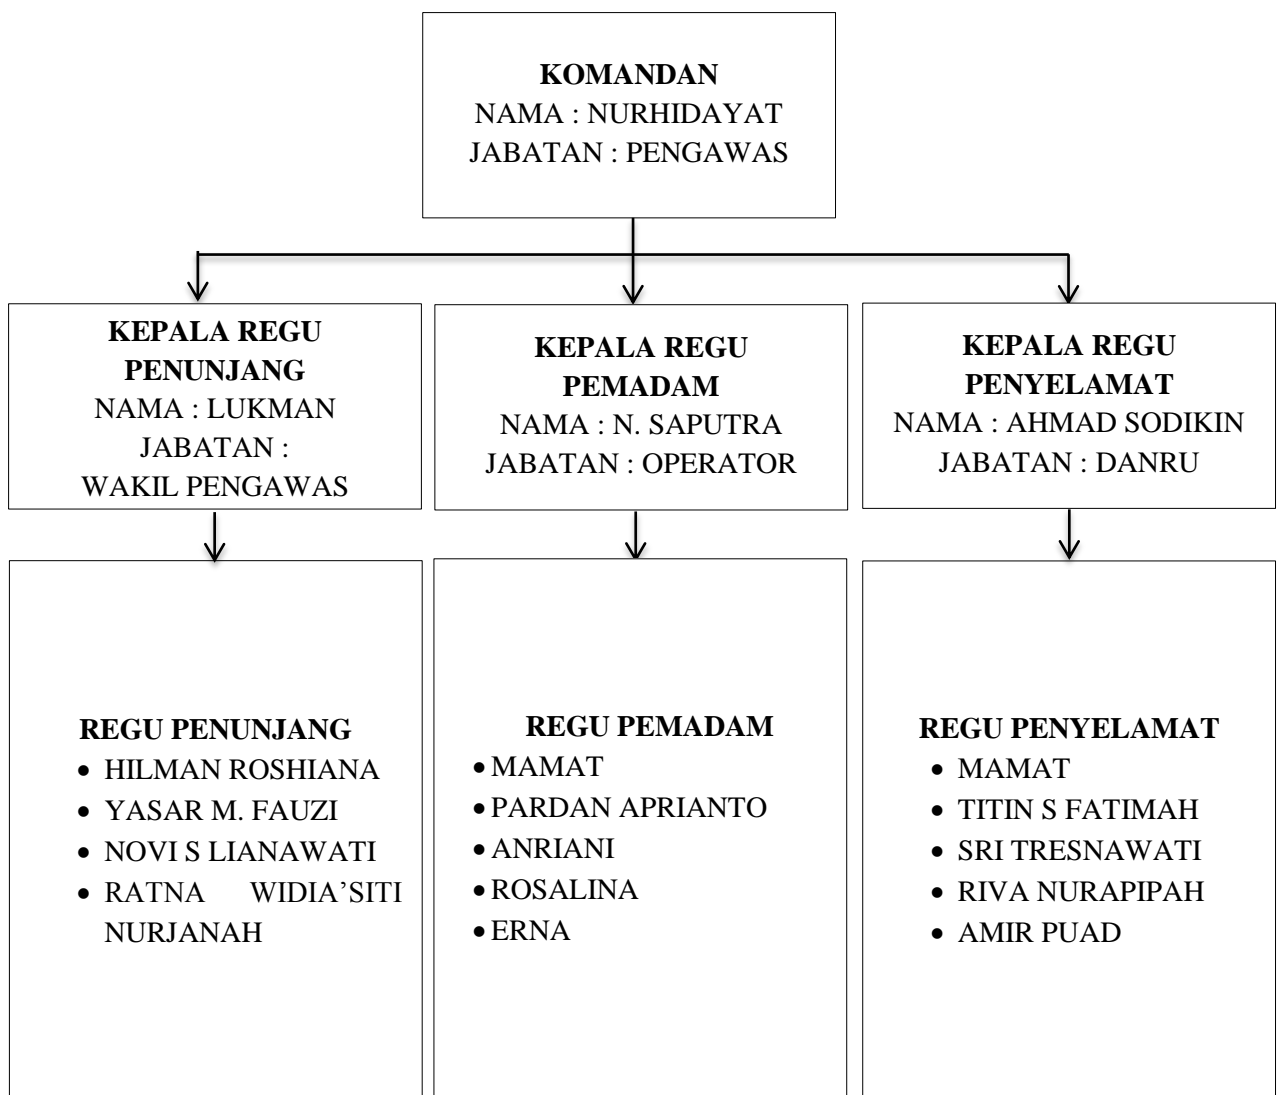 KOMANDAN
NAMA : NURHIDAYAT
JABATAN : PENGAWAS
KEPALA REGU
PENUNJANG
NAMA : LUKMAN
JABATAN :
WAKIL PENGAWAS
KEPALA REGU
PEMADAM
NAMA : N. SAPUTRA
JABATAN : OPERATOR
KEPALA REGU
PENYELAMAT
NAMA : AHMAD SODIKIN
JABATAN : DANRU
REGU PENUNJANG
• HILMAN ROSHIANA
• YASAR M. FAUZI
• NOVI S LIANAWATI
• RATNA WIDIA’SITI
NURJANAH
REGU PEMADAM
• MAMAT
• PARDAN APRIANTO
• ANRIANI
• ROSALINA
• ERNA
REGU PENYELAMAT
• MAMAT
• TITIN S FATIMAH
• SRI TRESNAWATI
• RIVA NURAPIPAH
• AMIR PUAD